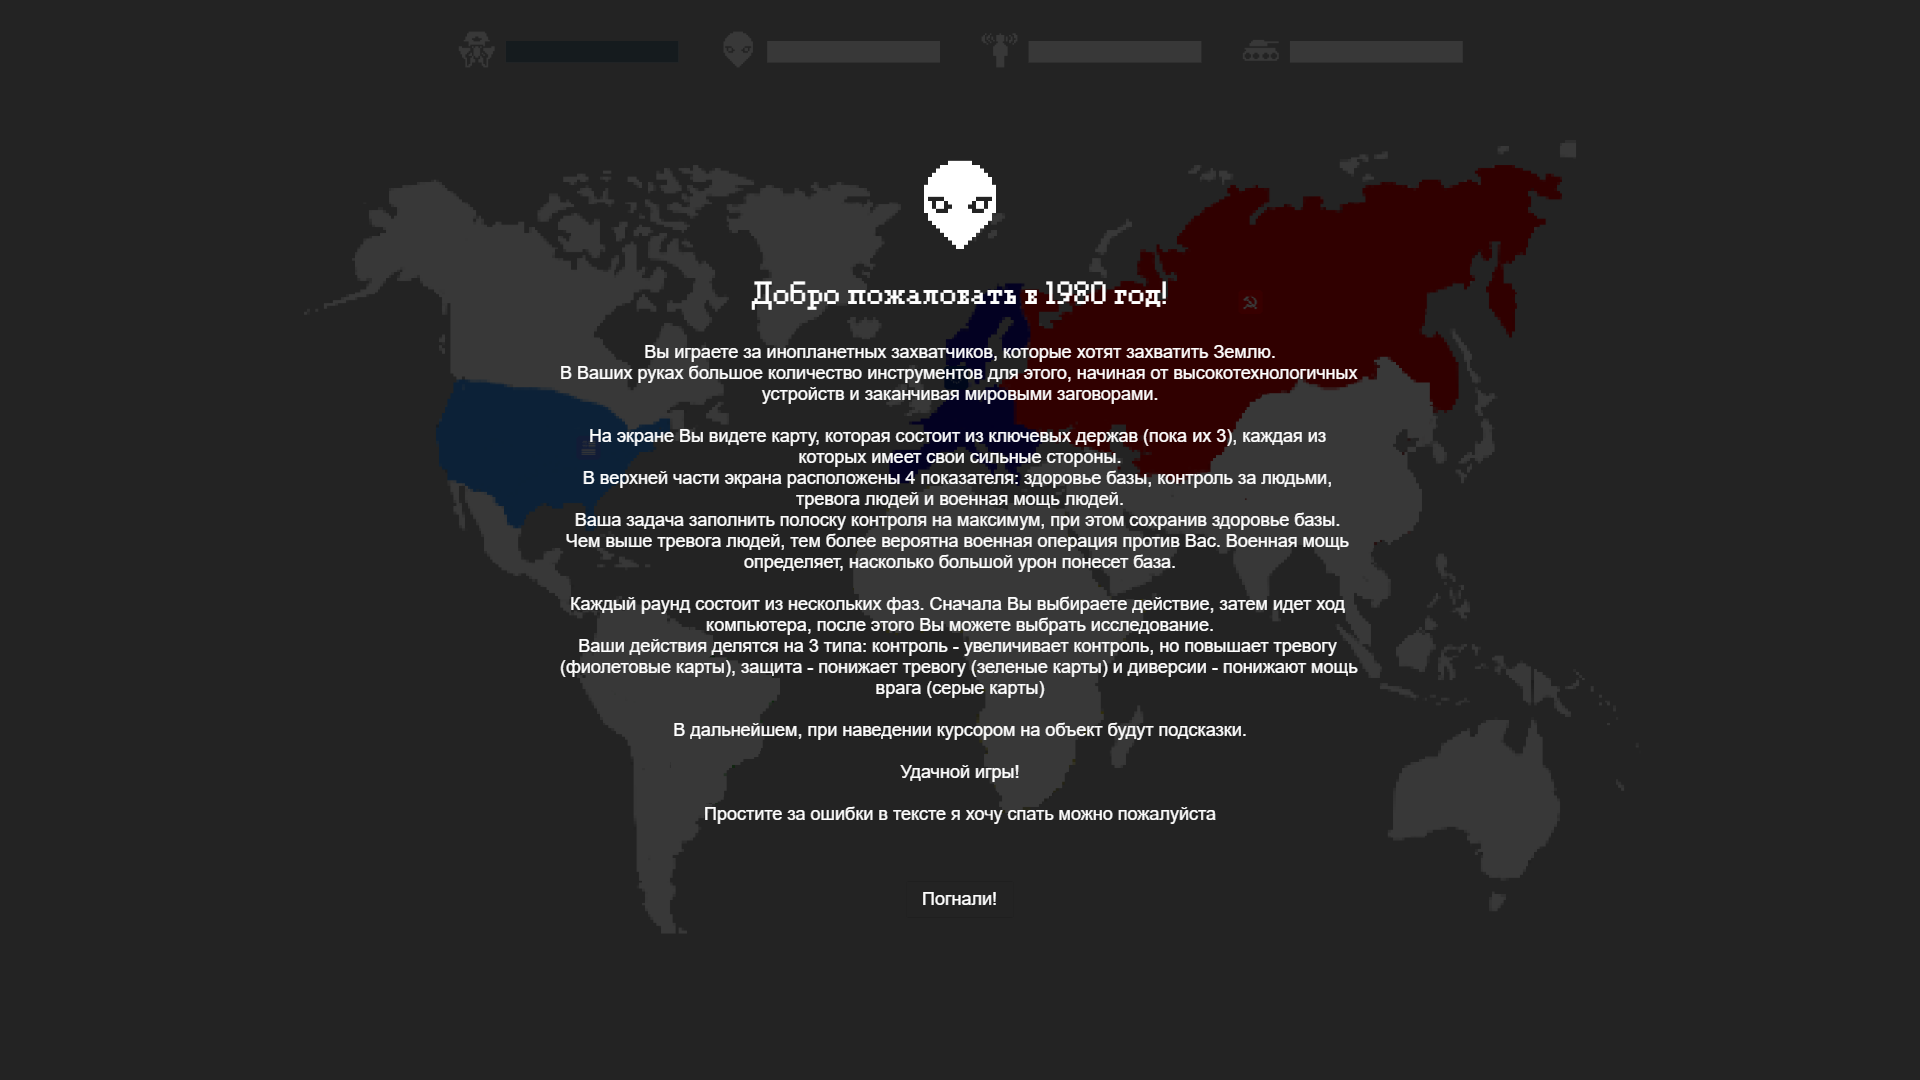 Добро пожаловать в 1980 год!
Вы играете за инопланетных захватчиков, которые хотят захватить Землю.
В Ваших руках большое количество инструментов для этого, начиная от высокотехнологичных
устройств и заканчивая мировыми заговорами.
На экране Вы видете карту, которая состоит из ключевых держав (пока их 3), каждая из
которых имеет свои сильные стороны.
В верхней части экрана расположены 4 показателя: здоровье базы, контроль за людьми,
тревога людей и военная мощь людей.
Ваша задача заполнить полоску контроля на максимум, при этом сохранив здоровье базы.
Чем выше тревога людей, тем более вероятна военная операция против Вас. Военная мощь
определяет, насколько большой урон понесет база.
Каждый раунд состоит из нескольких фаз. Сначала Вы выбираете действие, затем идет ход
компьютера, после этого Вы можете выбрать исследование.
Ваши действия делятся на 3 типа: контроль - увеличивает контроль, но повышает тревогу
(фиолетовые карты), защита - понижает тревогу (зеленые карты) и диверсии - понижают мощь
врага (серые карты)
В дальнейшем, при наведении курсором на объект будут подсказки.
Удачной игры!
Простите за ошибки в тексте я хочу спать можно пожалуйста
Погнали!